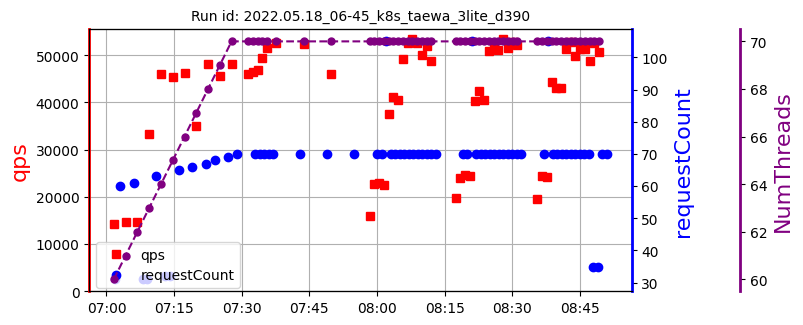 Run id: 2022.05.18_06-45_k8s_taewa_3lite_d390
50000
40000
30000
20000
10000
0
qps
100
90
80
70
60
50
40
30
requestCount
70
68
66
64
62
60
NumThreads
qps
requestCount
07:00 07:15 07:30 07:45 08:00 08:15 08:30 08:45